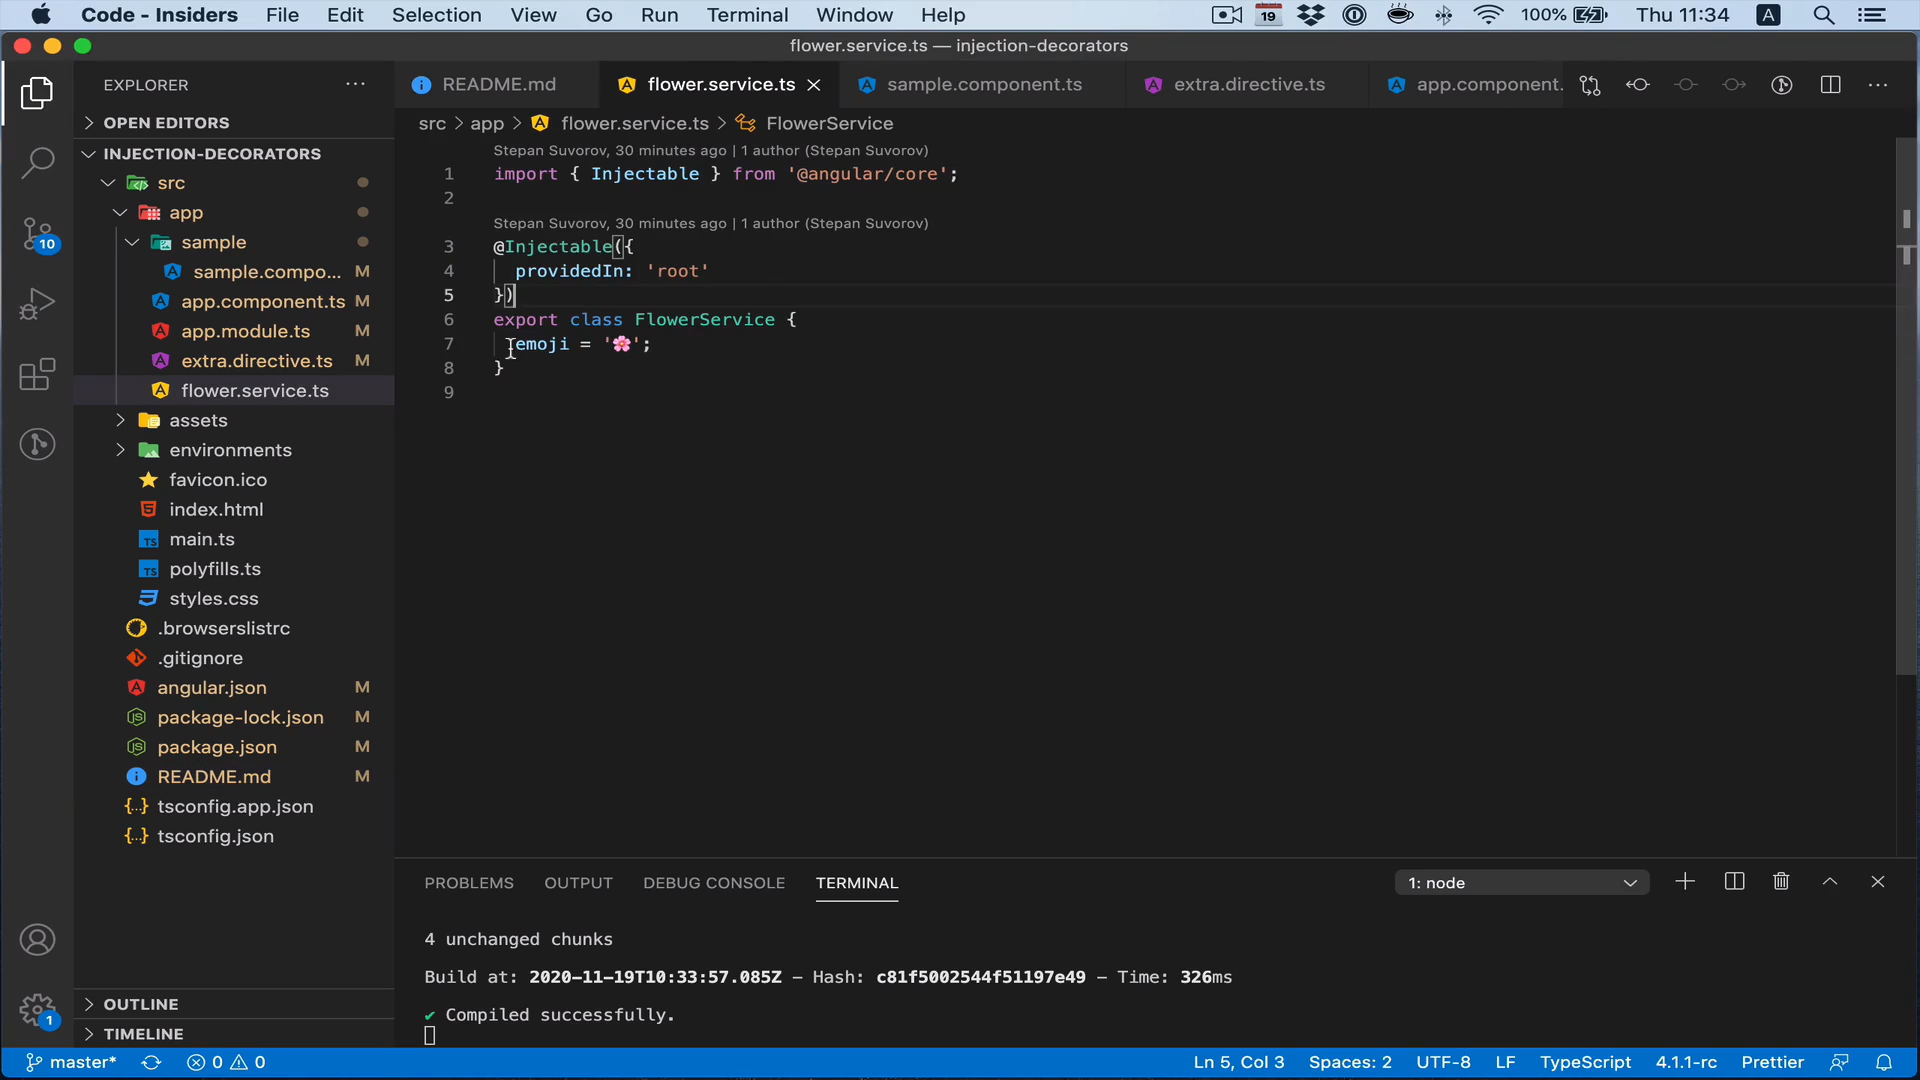 Code - Insiders File Edit Selection View Go Run Terminal Window Help 19 100% Thu 11:34 A
flower.service.ts — injection-decorators
EXPLORER ···
README.md flower.service.ts sample.component.ts extra.directive.ts app.component.
OPEN EDITORS
src > app > flower.service.ts > FlowerService
INJECTION-DECORATORS
src
app
sample
sample.compo... M
app.component.ts M
app.module.ts M
extra.directive.ts M
flower.service.ts
assets
environments
favicon.ico
index.html
TS main.ts
TS polyfills.ts
styles.css
.browserslistrc
.gitignore
angular.json M
package-lock.json M
package.json M
README.md M
{...} tsconfig.app.json
{...} tsconfig.json
OUTLINE
TIMELINE
10
1
Stepan Suvorov, 30 minutes ago | 1 author (Stepan Suvorov)
1 import { Injectable } from '@angular/core';
2
Stepan Suvorov, 30 minutes ago | 1 author (Stepan Suvorov)
3 @Injectable({
4 providedIn: 'root'
5 })
6 export class FlowerService {
7 emoji = '🌸';
8 }
9
PROBLEMS OUTPUT DEBUG CONSOLE TERMINAL 1: node
4 unchanged chunks
Build at: 2020-11-19T10:33:57.085Z - Hash: c81f5002544f51197e49 - Time: 326ms
✔ Compiled successfully.
master* 0 0 Ln 5, Col 3 Spaces: 2 UTF-8 LF TypeScript 4.1.1-rc Prettier